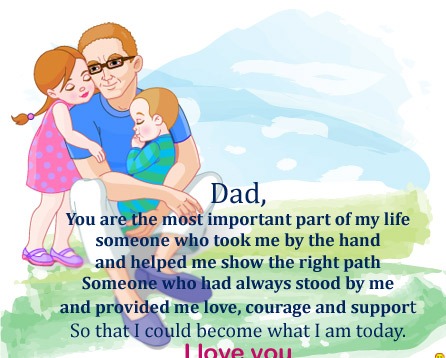 Dad,
You are the most important part of my life
someone who took me by the hand
and helped me show the right path
Someone who had always stood by me
and provided me love, courage and support
So that I could become what I am today.
I love you